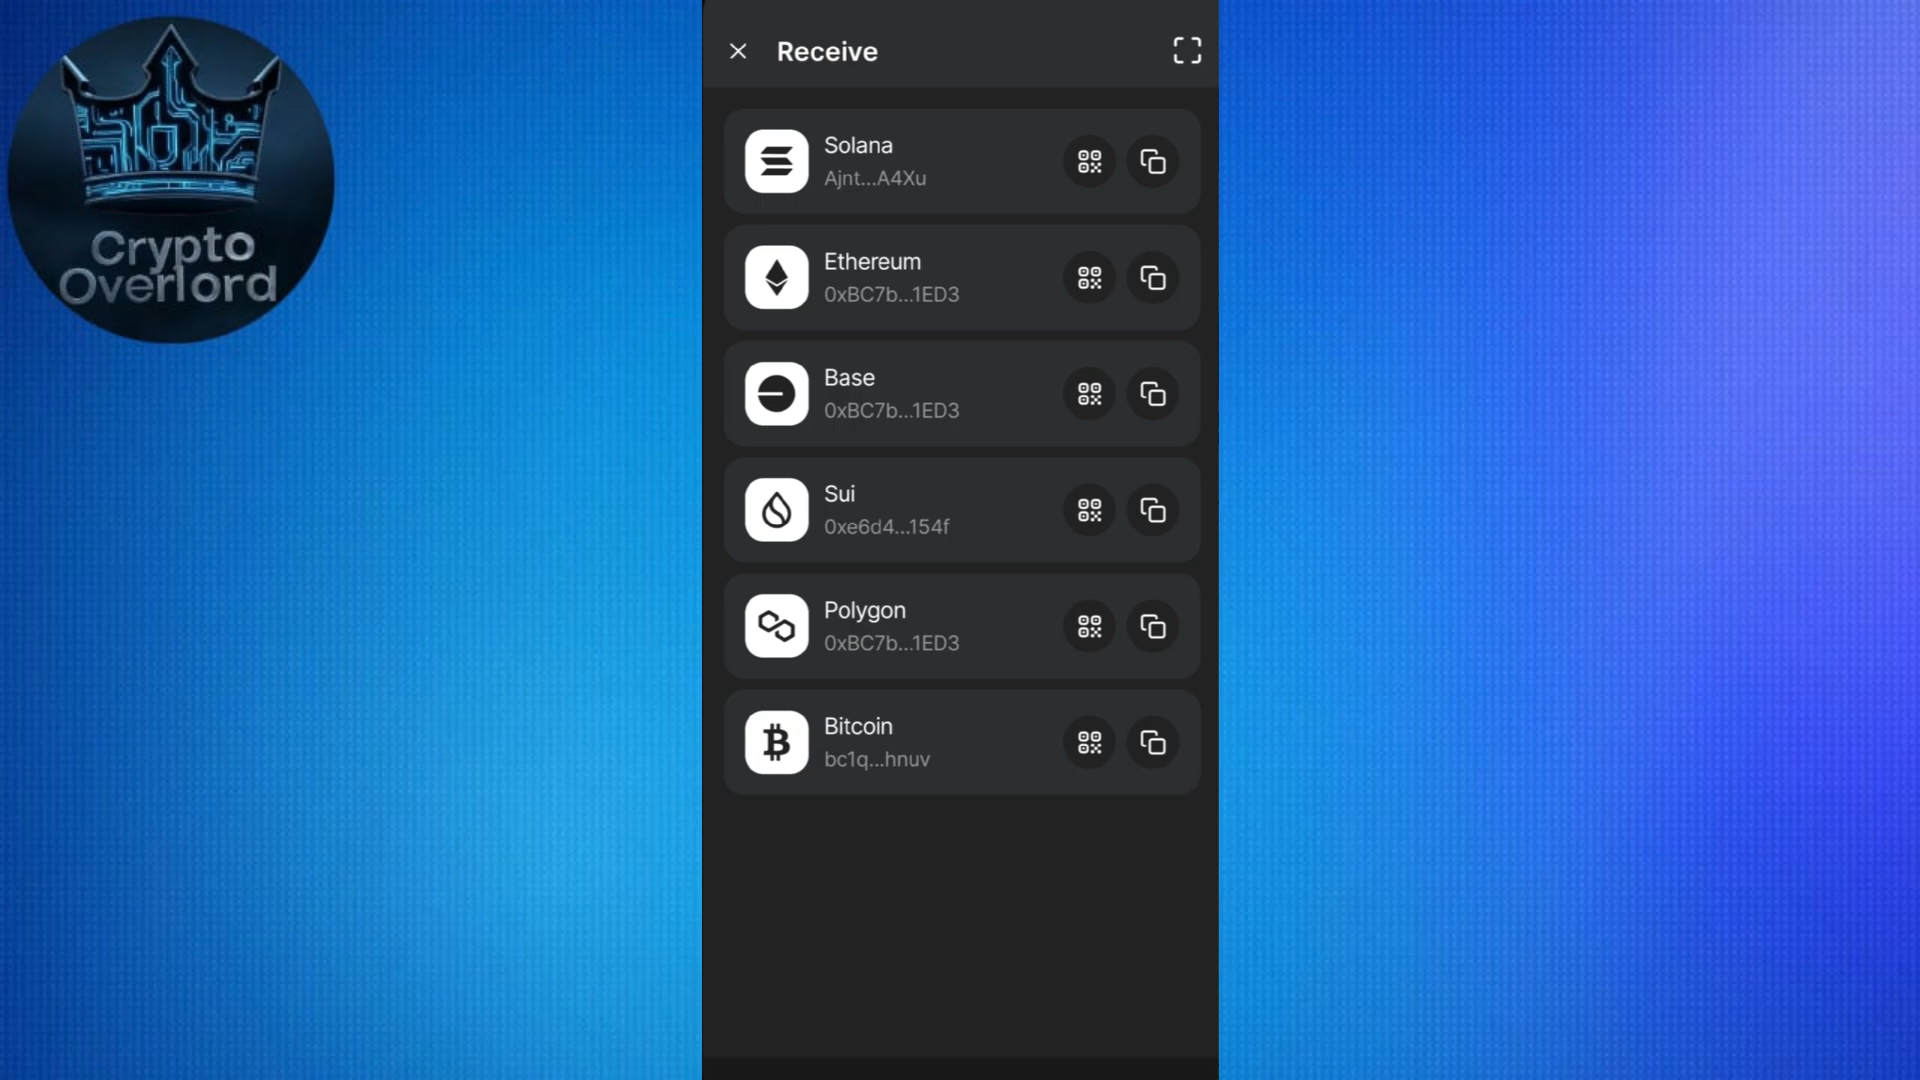 Crypto
Overlord
Receive
Solana
Ajnt...A4Xu
Ethereum
0xBC7b...1ED3
Base
0xBC7b...1ED3
Sui
0xe6d4...154f
Polygon
0xBC7b...1ED3
Bitcoin
bc1q...hnuv